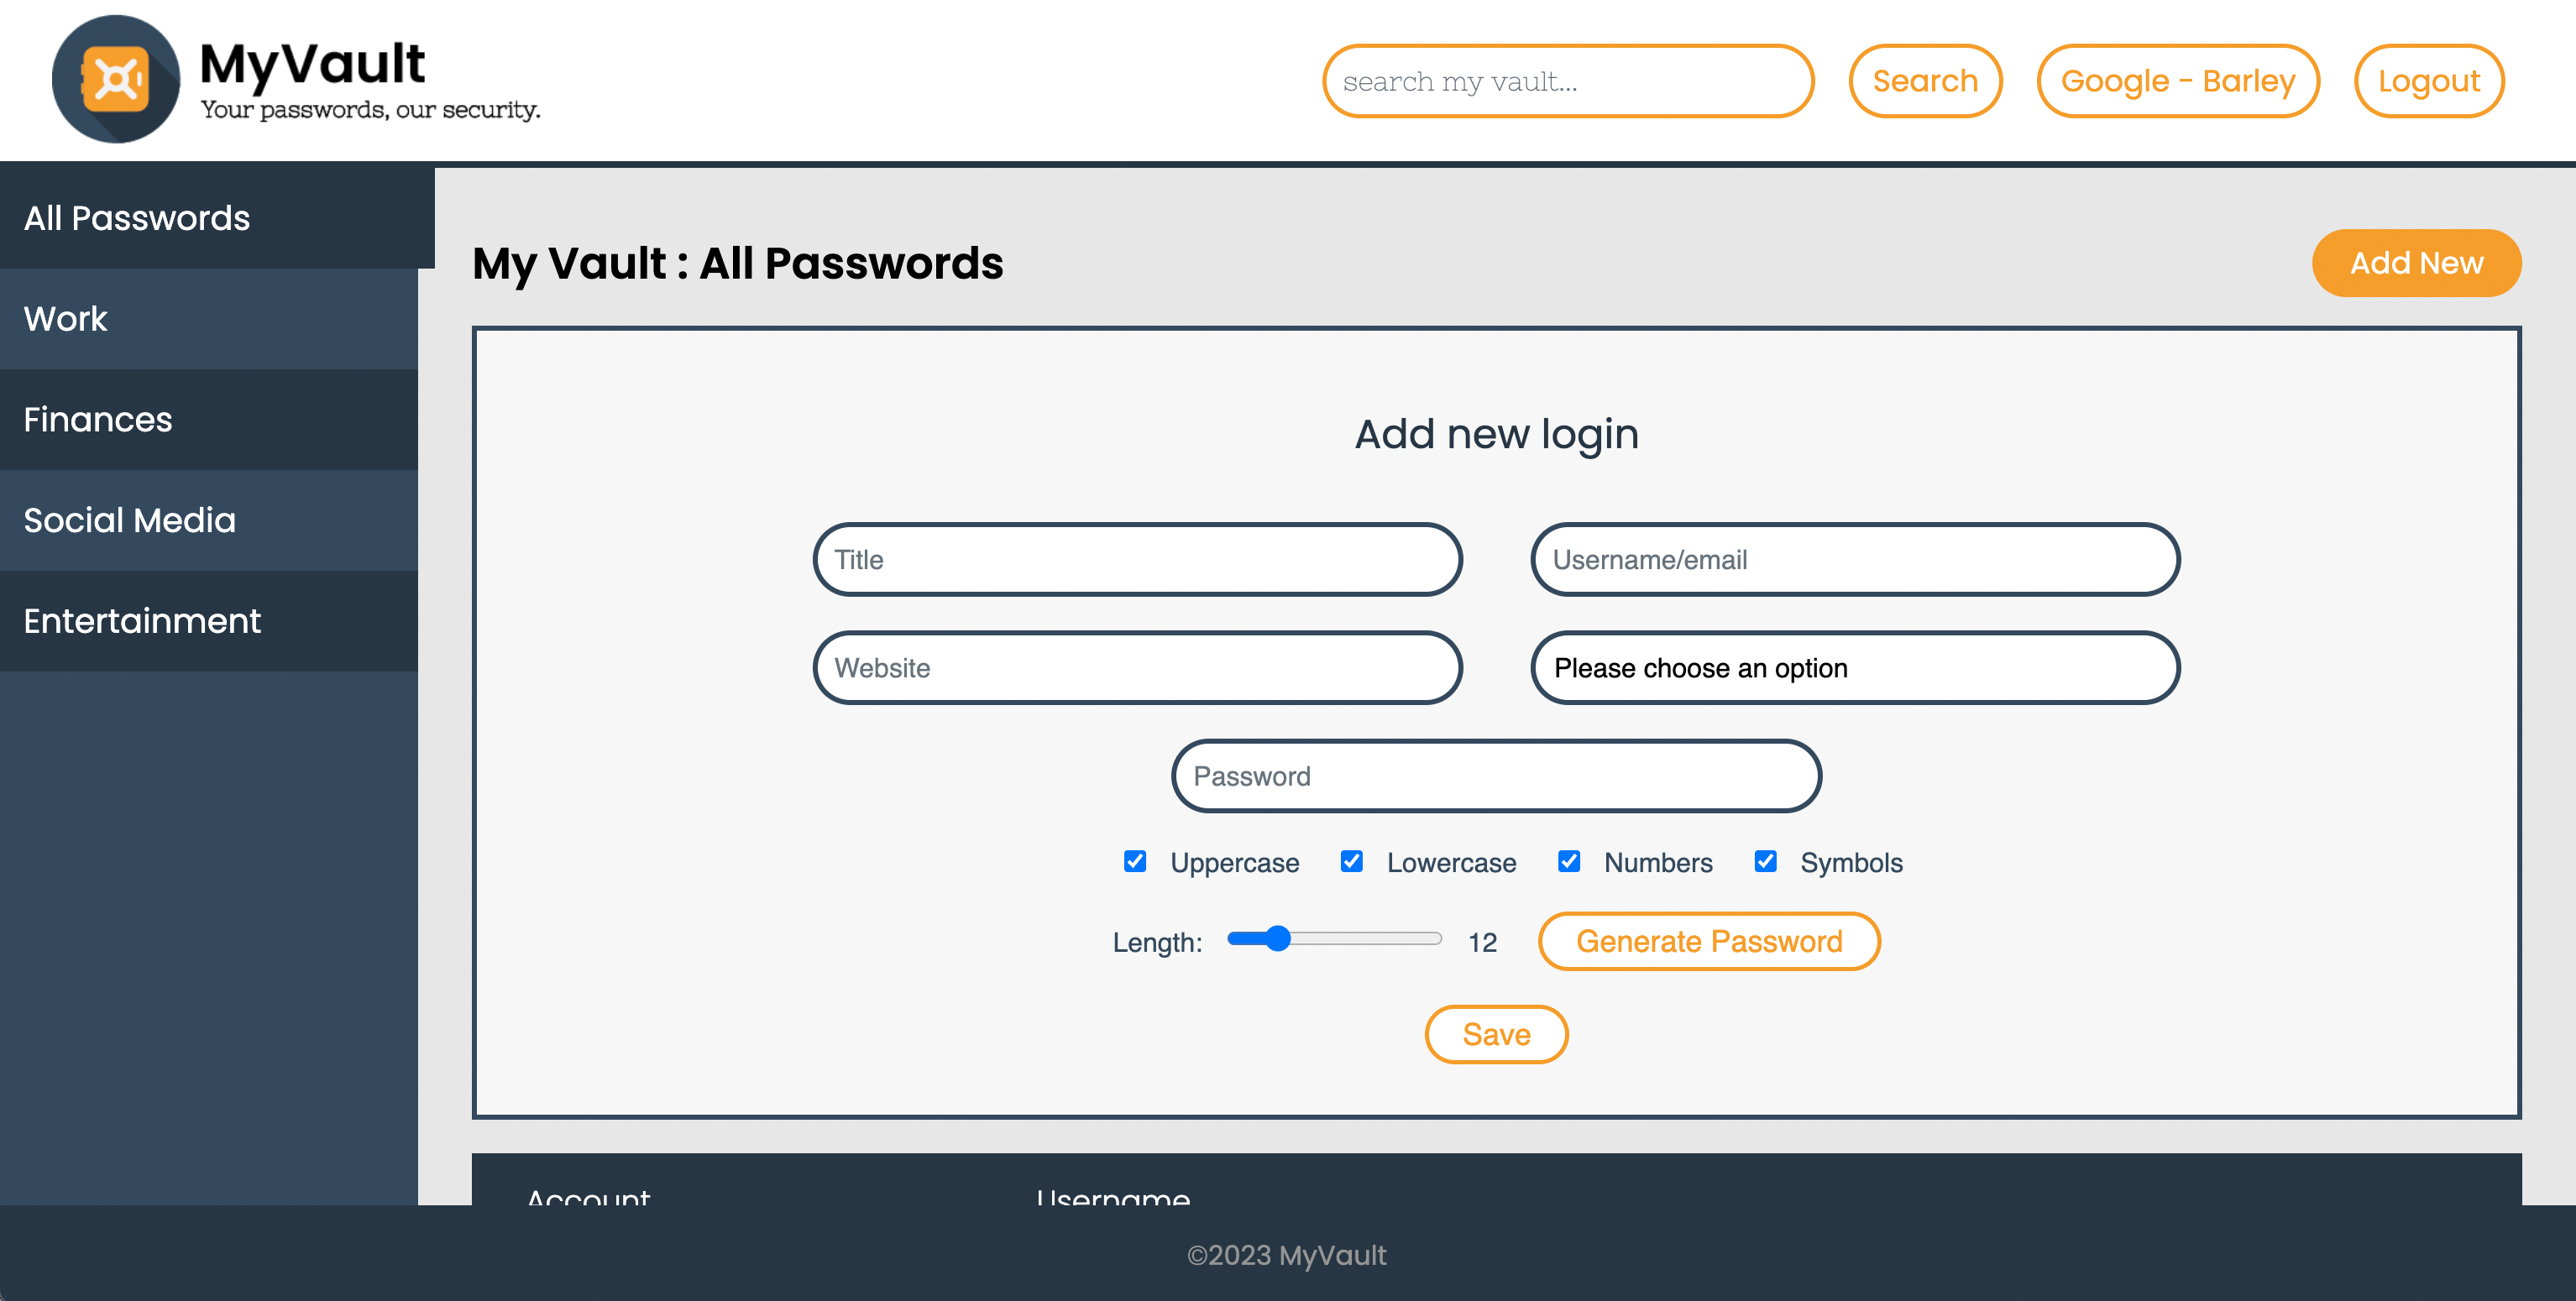 MyVault
Your passwords, our security.
search my vault...
Search
Google - Barley
Logout
All Passwords
Work
Finances
Social Media
Entertainment
My Vault : All Passwords
Add New
Add new login
Title
Username/email
Website
Please choose an option
Password
Uppercase
Lowercase
Numbers
Symbols
Length:
12
Generate Password
Save
Account
Username
©2023 MyVault